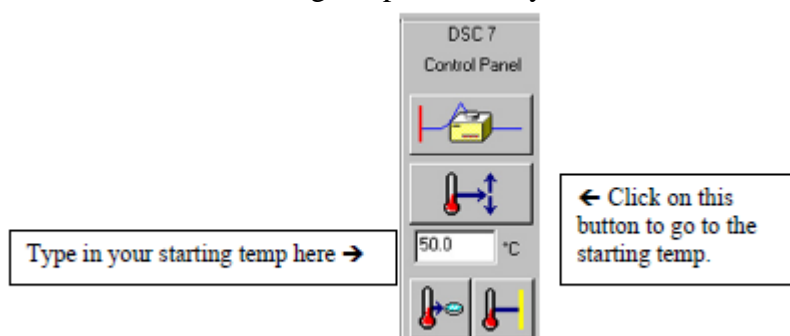 DSC 7
Control Panel
← Click on this
button to go to the
starting temp.
Type in your starting temp here →
50.0 °C